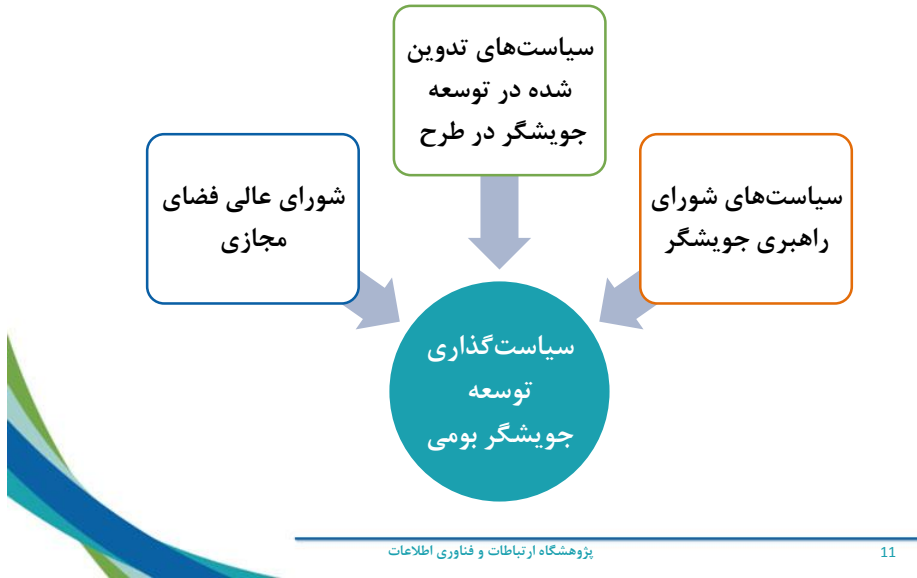 سیاست‌های تدوین
شده در توسعه
جویشگر در طرح
سیاست‌های شورای
راهبری جویشگر
شورای عالی فضای
مجازی
سیاست‌گذاری
توسعه
جویشگر بومی
پژوهشگاه ارتباطات و فناوری اطلاعات
11